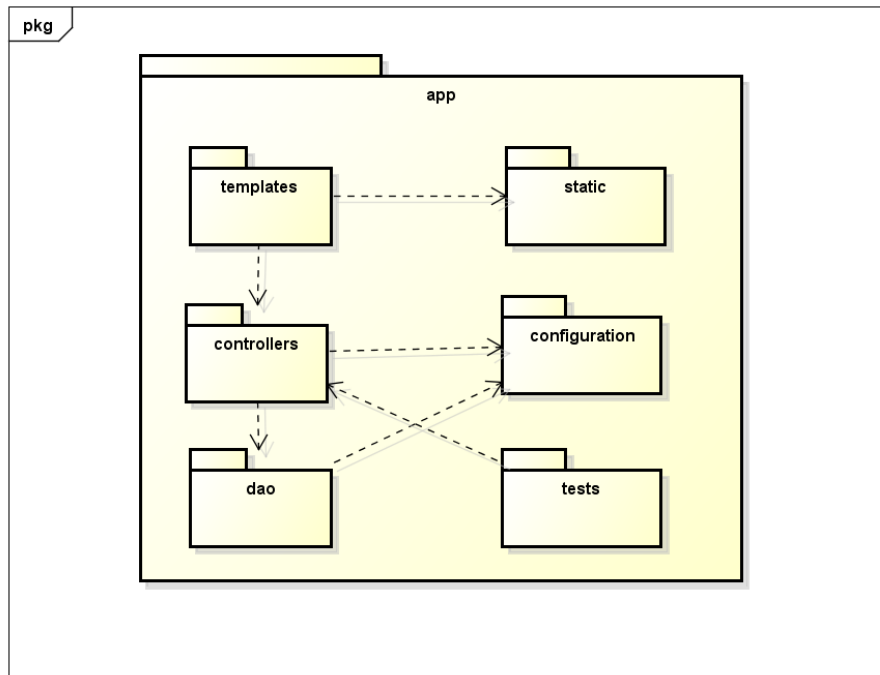 pkg
app
templates
static
controllers
configuration
dao
tests